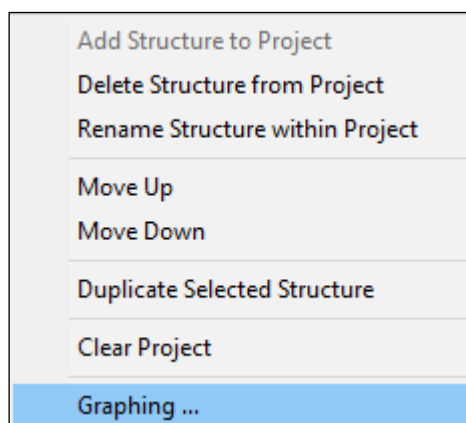 Add Structure to Project
Delete Structure from Project
Rename Structure within Project
Move Up
Move Down
Duplicate Selected Structure
Clear Project
Graphing ...